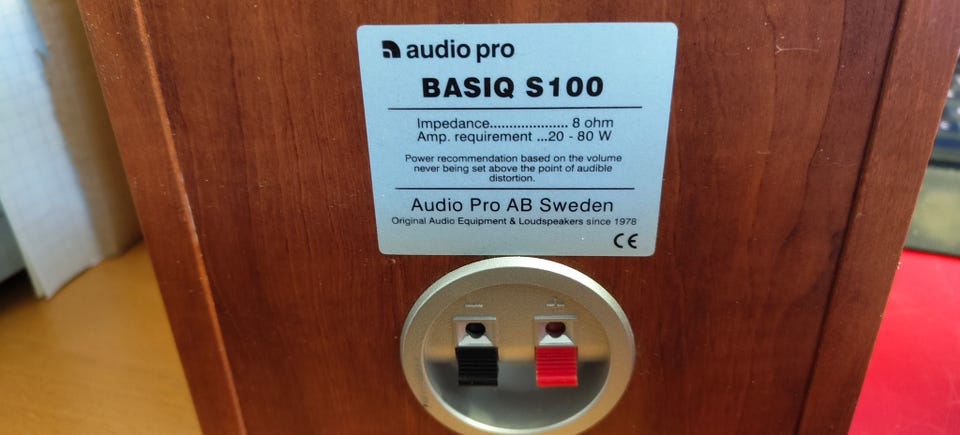 audio pro
BASIQ S100
Impedance.................... 8 ohm
Amp. requirement ...20 - 80 W
Power recommendation based on the volume
never being set above the point of audible
distortion.
Audio Pro AB Sweden
Original Audio Equipment & Loudspeakers since 1978
CE